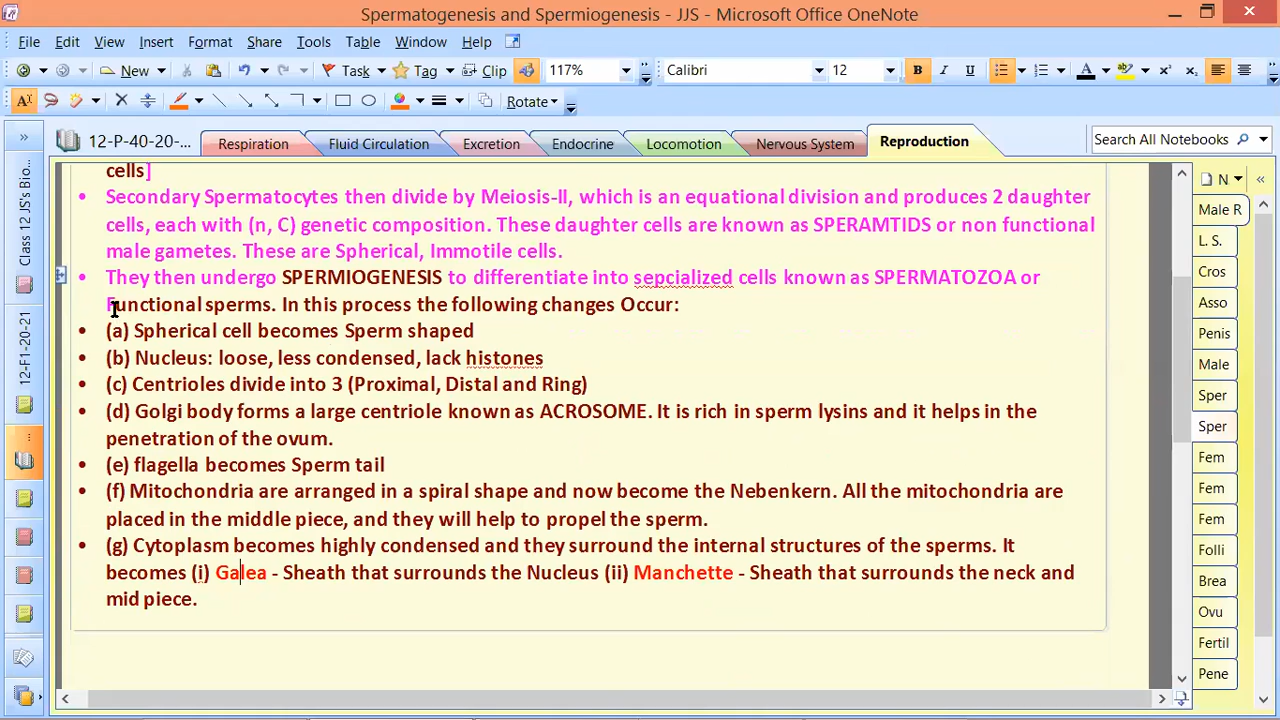 Spermatogenesis and Spermiogenesis - JJS - Microsoft Office OneNote
File Edit View Insert Format Share Tools Table Window Help
New Task Tag Clip 117% Calibri 12 B I U A
A Rotate
» 12-P-40-20-... Respiration Fluid Circulation Excretion Endocrine Locomotion Nervous System Reproduction Search All Notebooks
cells]
• Secondary Spermatocytes then divide by Meiosis-II, which is an equational division and produces 2 daughter
cells, each with (n, C) genetic composition. These daughter cells are known as SPERAMTIDS or non functional
male gametes. These are Spherical, Immotile cells.
• They then undergo SPERMIOGENESIS to differentiate into sepcialized cells known as SPERMATOZOA or
Functional sperms. In this process the following changes Occur:
• (a) Spherical cell becomes Sperm shaped
• (b) Nucleus: loose, less condensed, lack histones
• (c) Centrioles divide into 3 (Proximal, Distal and Ring)
• (d) Golgi body forms a large centriole known as ACROSOME. It is rich in sperm lysins and it helps in the
penetration of the ovum.
• (e) flagella becomes Sperm tail
• (f) Mitochondria are arranged in a spiral shape and now become the Nebenkern. All the mitochondria are
placed in the middle piece, and they will help to propel the sperm.
• (g) Cytoplasm becomes highly condensed and they surround the internal structures of the sperms. It
becomes (i) Galea - Sheath that surrounds the Nucleus (ii) Manchette - Sheath that surrounds the neck and
mid piece.
Class 12 JS's Bio...
12-F1-20-21
N «
Male R
L. S.
Cros
Asso
Penis
Male
Sper
Sper
Fem
Fem
Fem
Folli
Brea
Ovu
Fertil
Pene